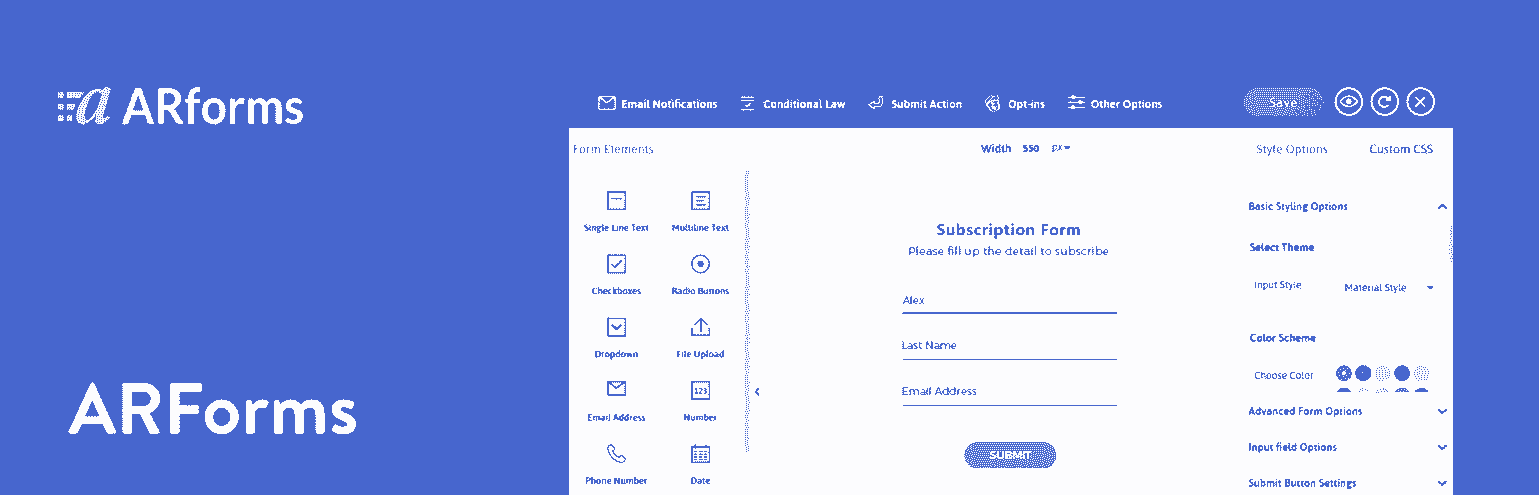 ARforms
ARForms
Email Notifications
Conditional Law
Submit Action
Opt-ins
Other Options
Save
Form Elements
Width 550 px
Style Options
Custom CSS
Single Line Text
Multiline Text
Checkboxes
Radio Buttons
Dropdown
File Upload
Email Address
123
Number
Phone Number
Date
Subscription Form
Please fill up the detail to subscribe
Alex
Last Name
Email Address
SUBMIT
Basic Styling Options
Select Theme
Input Style
Material Style
Color Scheme
Choose Color
Advanced Form Options
Input field Options
Submit Button Settings